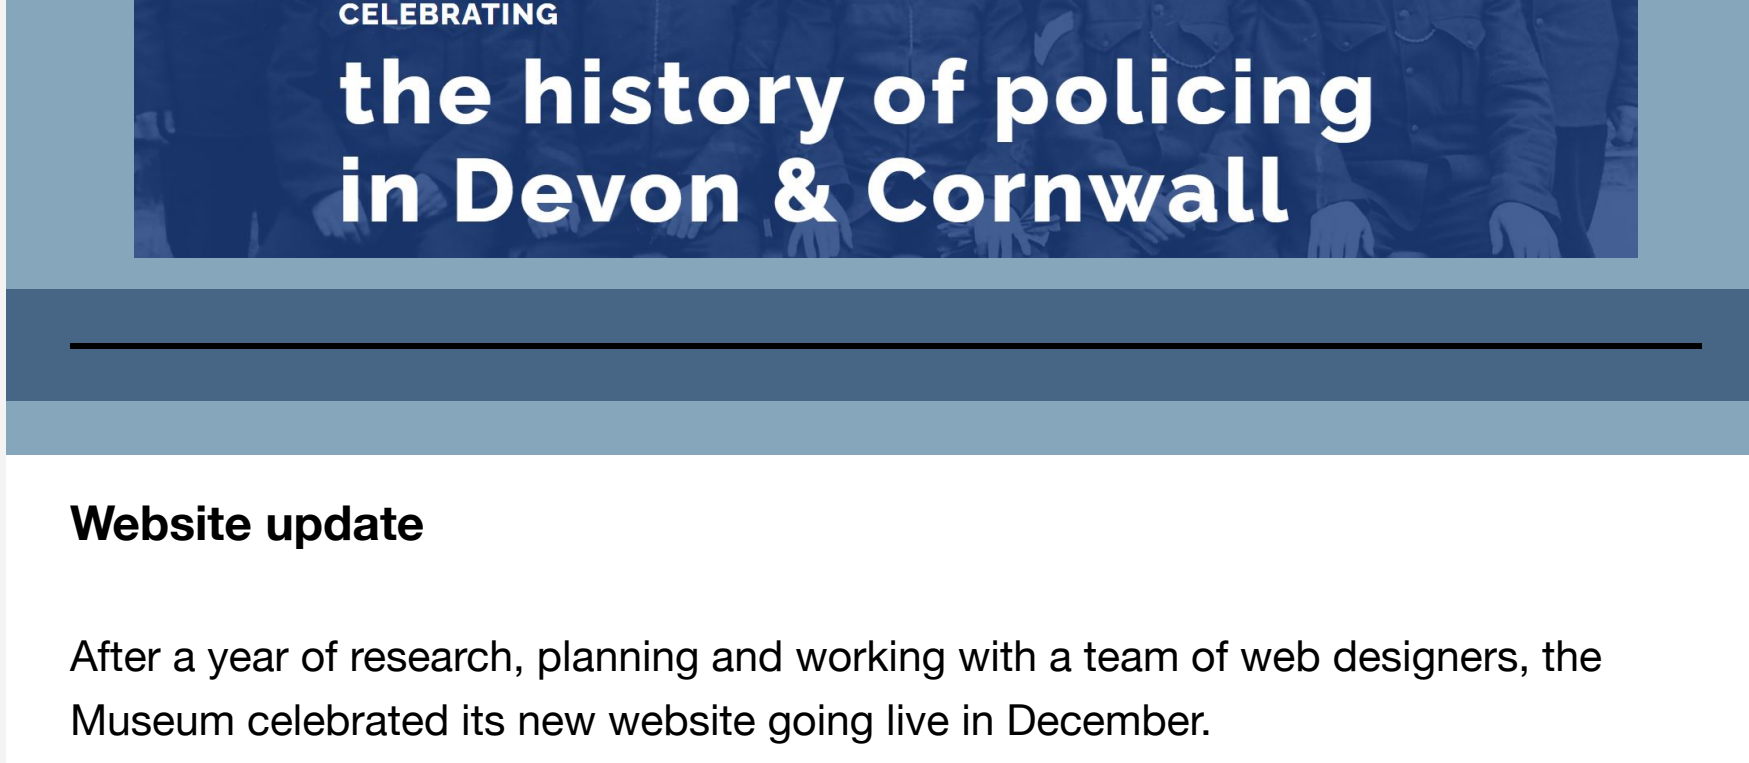 CELEBRATING
the history of policing
in Devon & Cornwall
Website update
After a year of research, planning and working with a team of web designers, the
Museum celebrated its new website going live in December.